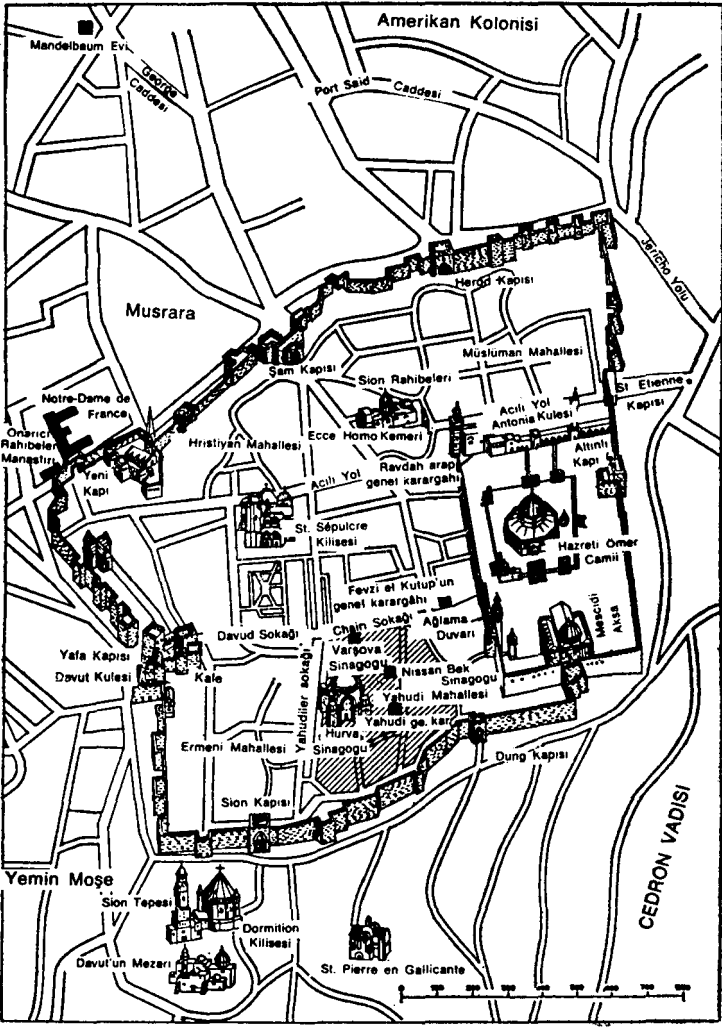 Amerikan Kolonisi
Mandelbaum Evi
George
Caddesi
Port Said Caddesi
Jericho Yolu
Herod Kapısı
Musrara
Müslüman Mahallesi
Şam Kapısı
Sion Rahibeleri
St Etienne
Kapısı
Notre-Dame de
France
Acılı Yol
Antonia Kulesi
Onarıcı
Rahibeler
Manastırı
Hristiyan Mahallesi
Ecce Homo Kemeri
Altınlı
Kapı
Yeni
Kapı
Acılı Yol
Ravdah arap
genel karargahı
St. Sépulcre
Kilisesi
Hazreti Ömer
Camii
Fevzi el Kutup'un
genel karargâhı
Chain Sokağı
Ağlama
Duvarı
Mescidi
Aksa
Davud Sokağı
Varşova
Sinagogu
Yafa Kapısı
Davut Kulesi
Kale
Nissan Bek
Sinagogu
Yahudiler sokağı
Yahudi Mahallesi
Yahudi ge. kar.
Hurva
Sinagogu
Ermeni Mahallesi
Dung Kapısı
Sion Kapısı
CEDRON VADISI
Yemin Moşe
Sion Tepesi
Dormition
Kilisesi
Davut'un Mezarı
St. Pierre en Gallicante